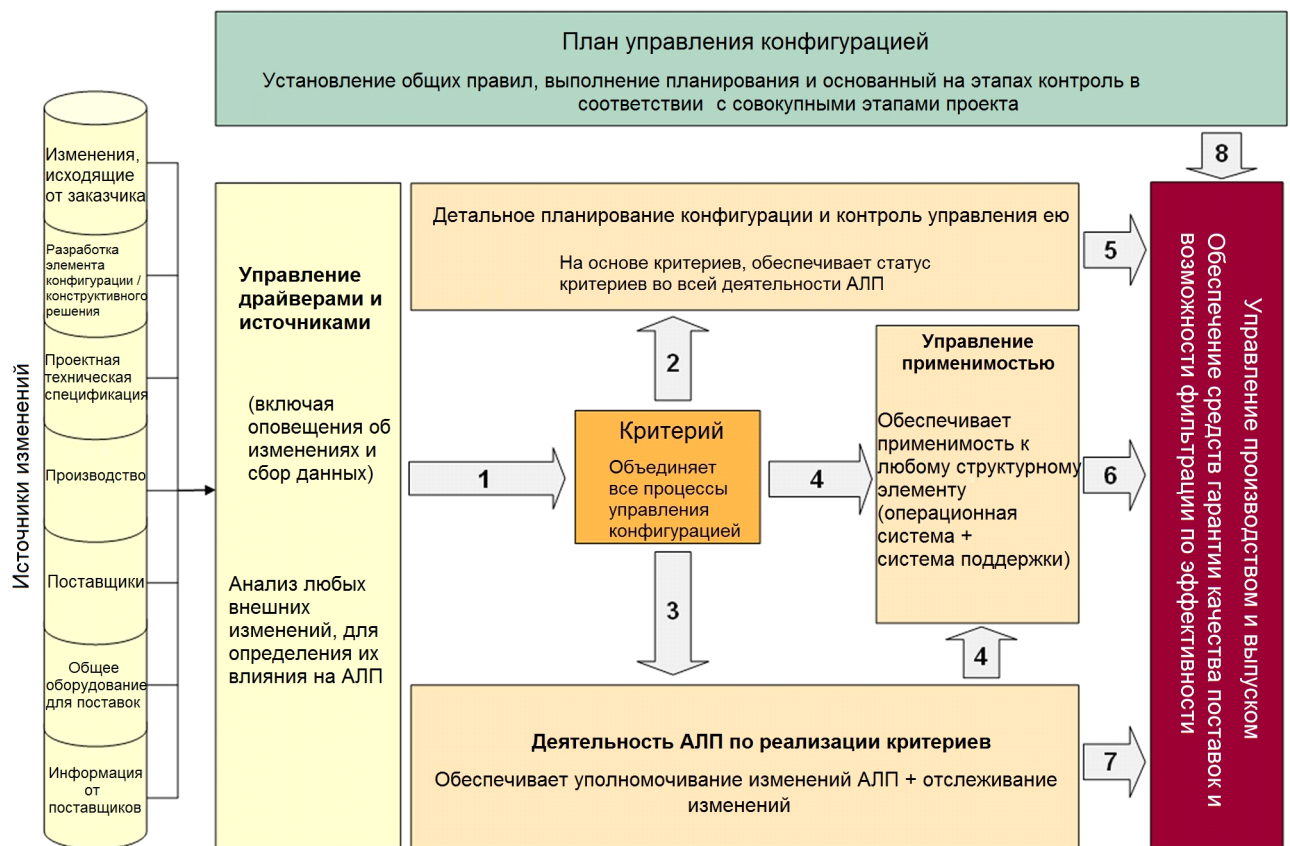 План управления конфигурацией
Установление общих правил, выполнение планирования и основанный на этапах контроль в
соответствии с совокупными этапами проекта
8
Источники изменений
Изменения,
исходящие
от заказчика
Разработка
элемента
конфигурации /
конструктивного
решения
Проектная
техническая
спецификация
Производство
Поставщики
Общее
оборудование
для поставок
Информация
от
поставщиков
Управление
драйверами и
источниками
(включая
оповещения об
изменениях и
сбор данных)
Анализ любых
внешних
изменений, для
определения их
влияния на АЛП
1
Детальное планирование конфигурации и контроль управления ею
На основе критериев, обеспечивает статус
критериев во всей деятельности АЛП
5
2
Критерий
Объединяет
все процессы
управления
конфигурацией
3
4
Управление
применимостью
Обеспечивает
применимость к
любому структурному
элементу
(операционная
система +
система поддержки)
6
4
Деятельность АЛП по реализации критериев
Обеспечивает уполномочивание изменений АЛП + отслеживание
изменений
7
Управление производством и выпуском
Обеспечение средств гарантии качества поставок и
возможности фильтрации по эффективности